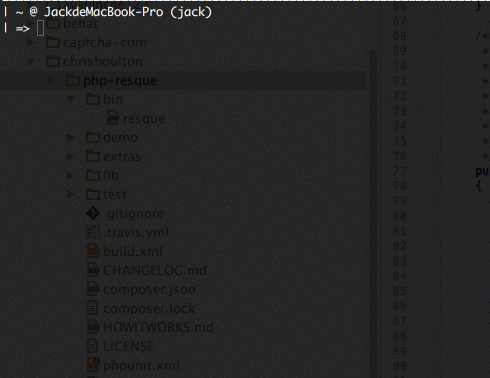 | ~ @ JackdeMacBook-Pro (jack)
| =>
behat
captcha-com
chrisboulton
php-resque
bin
resque
demo
extras
lib
test
.gitignore
.travis.yml
build.xml
CHANGELOG.md
composer.json
composer.lock
HOWITWORKS.md
LICENSE
phpunit.xml
66 }
67
68 /*
69 *
70 *
71 *
72 *
73 *
74 *
75 *
76 *
77 pu
78 {
79
80
81
82
83
84
85
86
87
88
89
90